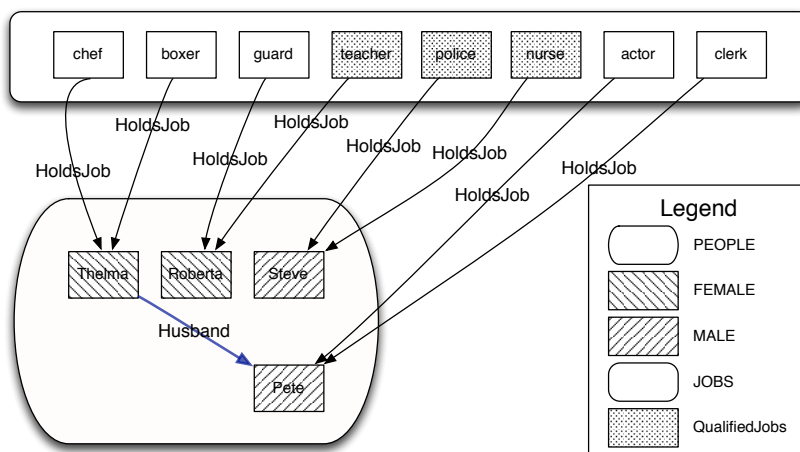 chef boxer guard teacher police nurse actor clerk
HoldsJob
HoldsJob
HoldsJob
HoldsJob
HoldsJob
HoldsJob
HoldsJob
HoldsJob
Thelma Roberta Steve
Husband
Pete
Legend
PEOPLE
FEMALE
MALE
JOBS
QualifiedJobs